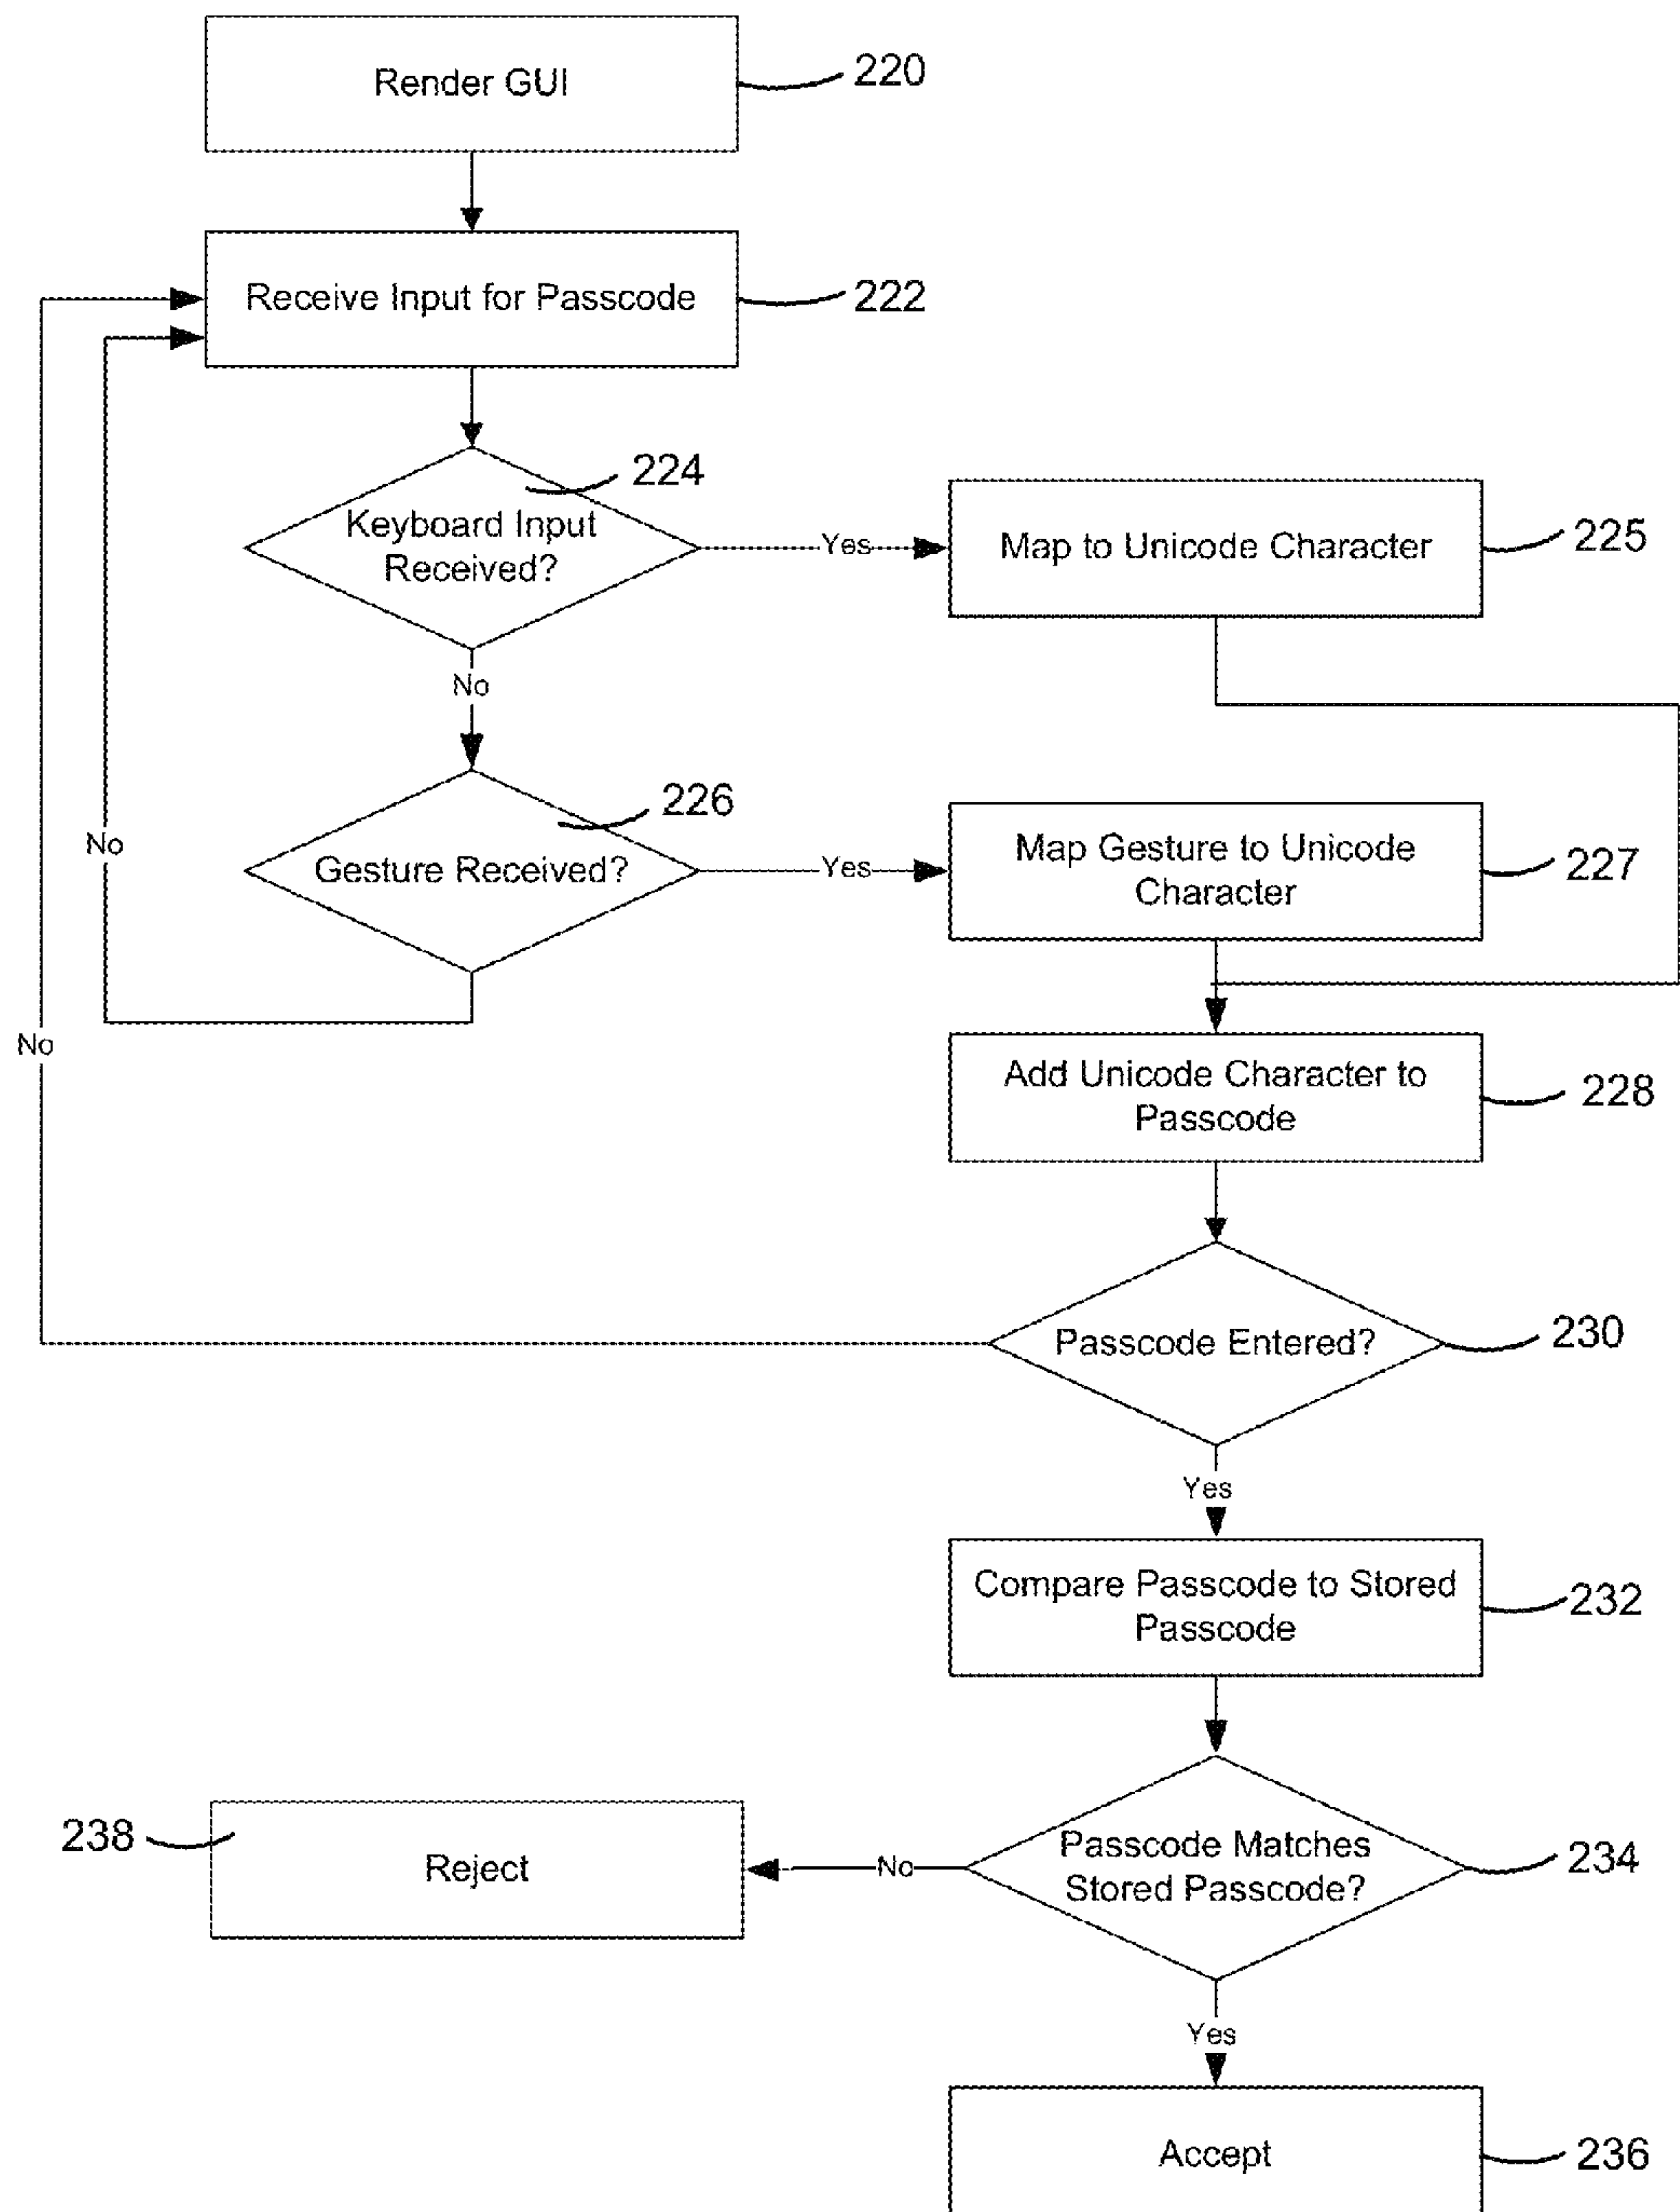 Render GUI
220
Receive Input for Passcode
222
224
Keyboard Input
Received?
Yes
Map to Unicode Character
225
No
226
Gesture Received?
Yes
Map Gesture to Unicode
Character
227
No
Add Unicode Character to
Passcode
228
No
Passcode Entered?
230
Yes
Compare Passcode to Stored
Passcode
232
Passcode Matches
Stored Passcode?
234
No
238
Reject
Yes
Accept
236